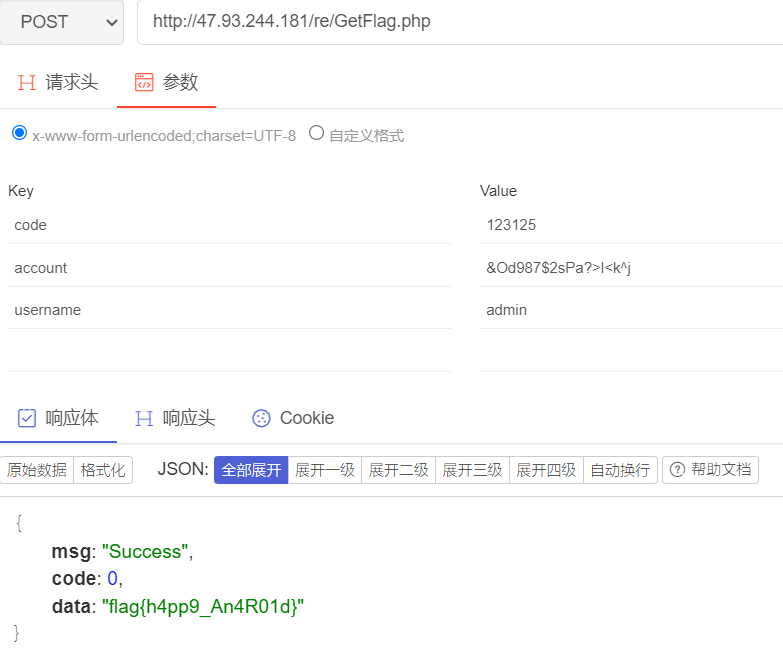 POST http://47.93.244.181/re/GetFlag.php
请求头 参数
x-www-form-urlencoded;charset=UTF-8 自定义格式
Key Value
code 123125
account &Od987$2sPa?>l<k^j
username admin
响应体 响应头 Cookie
原始数据 格式化 JSON: 全部展开 展开一级 展开二级 展开三级 展开四级 自动换行 帮助文档
{
msg: "Success",
code: 0,
data: "flag{h4pp9_An4R01d}"
}